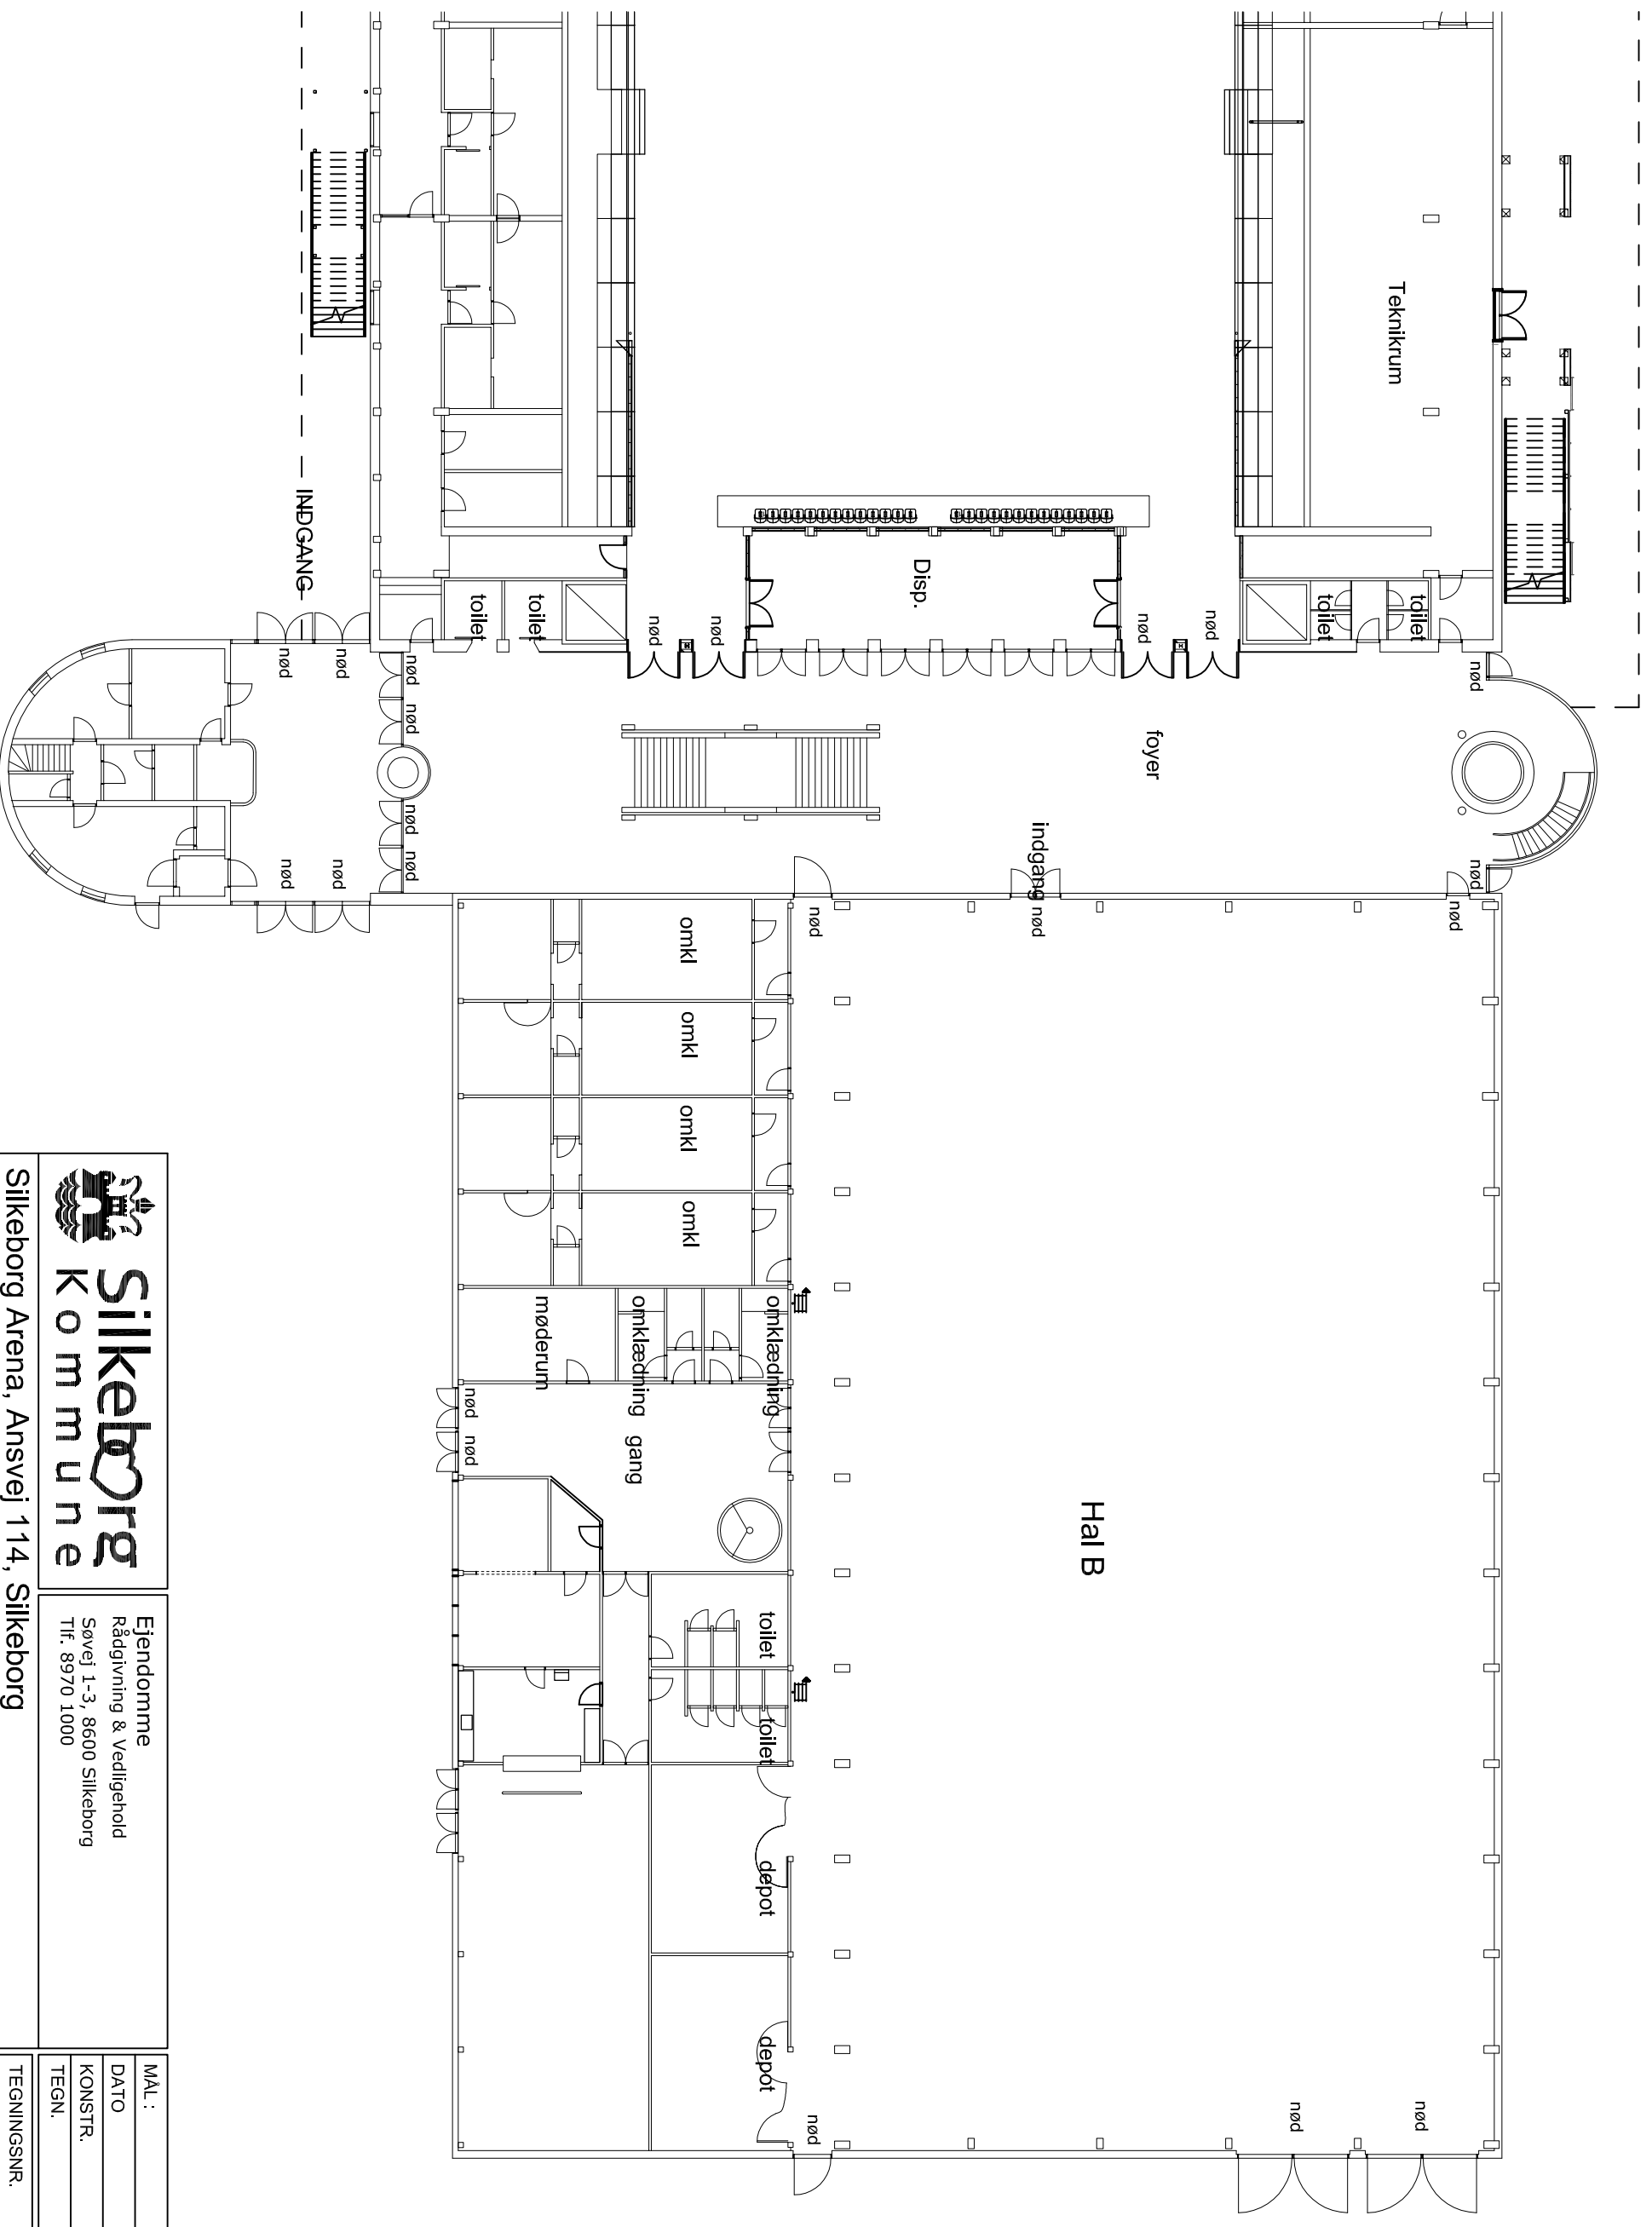 Teknikrum
INDGANG
toilet
toilet
Disp.
toilet
toilet
nød
nød
nød
nød
nød
nød
nød
nød
nød
nød
foyer
nød
nød
nød
nød
indgang
nød
nød
nød
nød
omkl
omkl
omkl
omkl
møderum
omklædning
omklædning
nød
nød
gang
Hal B
toilet
toilet
depot
depot
nød
nød
nød
Silkeborg
Kommune
Ejendomme
Rådgivning & Vedligehold
Søvej 1-3, 8600 Silkeborg
Tlf. 8970 1000
MÅL :
DATO
KONSTR.
TEGN.
Silkeborg Arena, Ansvej 114, Silkeborg
TEGNINGSNR.